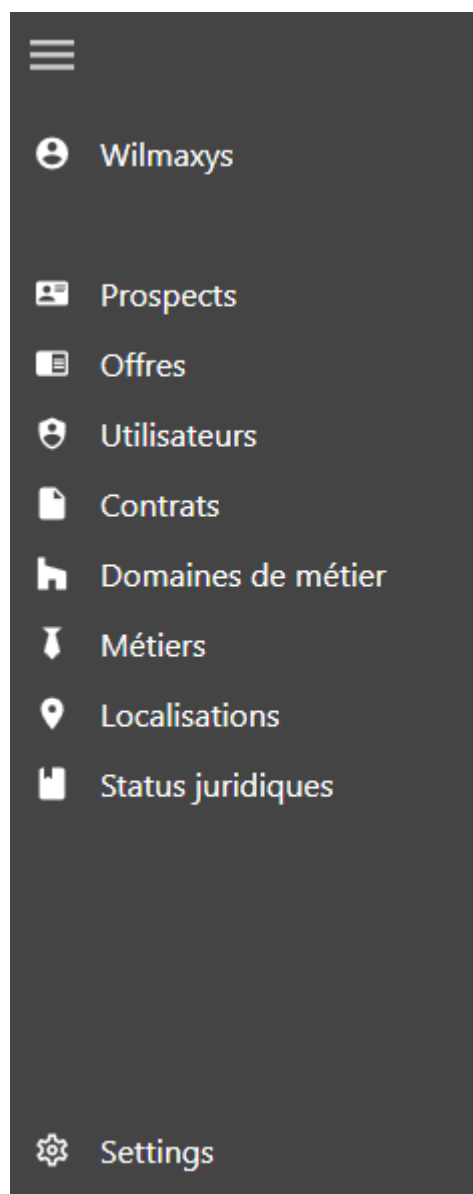 Wilmaxys
Prospects
Offres
Utilisateurs
Contrats
Domaines de métier
Métiers
Localisations
Status juridiques
Settings